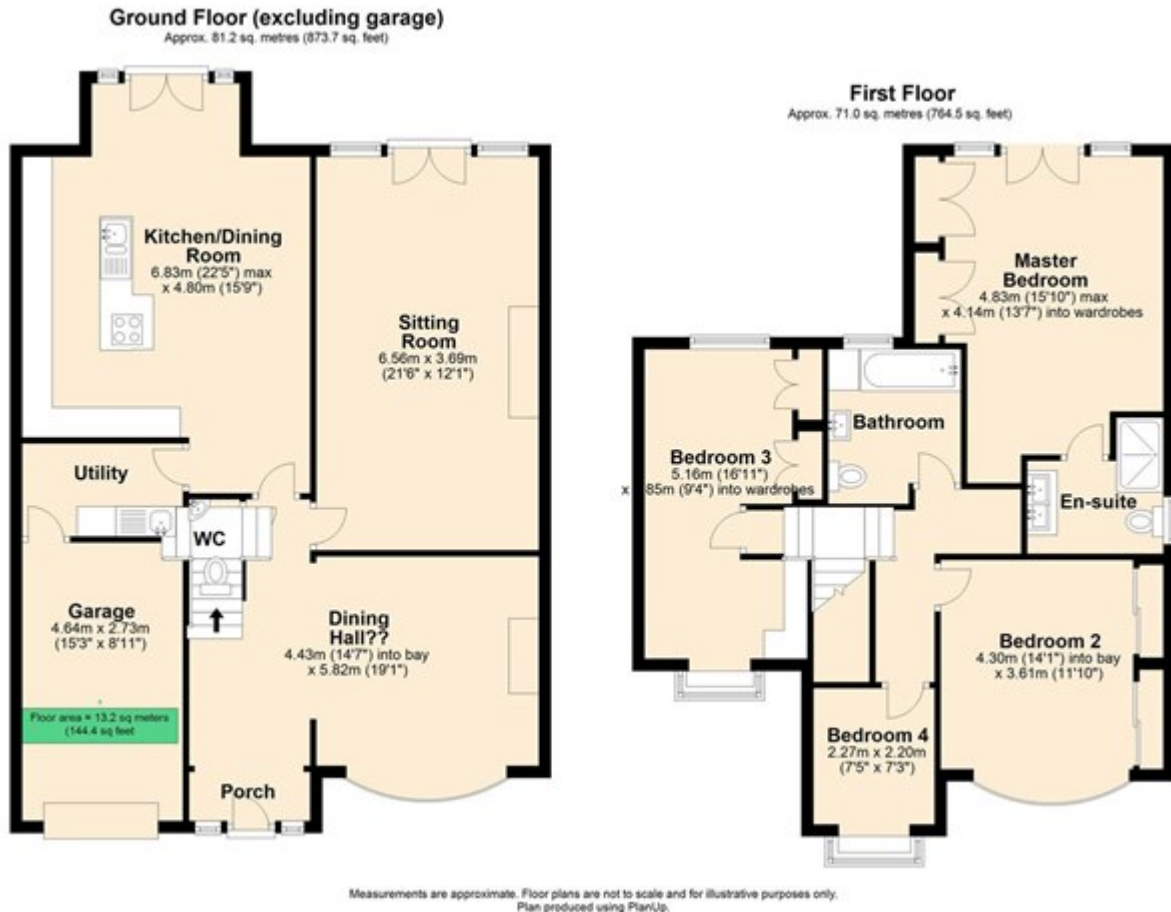 Ground Floor (excluding garage)
Approx. 81.2 sq. metres (873.7 sq. feet)
Kitchen/Dining
Room
6.83m (22'5") max
x 4.80m (15'9")
Sitting
Room
6.56m x 3.69m
(21'6" x 12'1")
Utility
WC
Garage
4.64m x 2.73m
(15'3" x 8'11")
Floor area = 13.2 sq meters
(144.4 sq feet
Dining
Hall??
4.43m (14'7") into bay
x 5.82m (19'1")
Porch
First Floor
Approx. 71.0 sq. metres (764.5 sq. feet)
Master
Bedroom
4.83m (15'10") max
x 4.14m (13'7") into wardrobes
Bathroom
Bedroom 3
5.16m (16'11")
x .85m (9'4") into wardrobes
En-suite
Bedroom 2
4.30m (14'1") into bay
x 3.61m (11'10")
Bedroom 4
2.27m x 2.20m
(7'5" x 7'3")
Measurements are approximate. Floor plans are not to scale and for illustrative purposes only.
Plan produced using PlanUp.